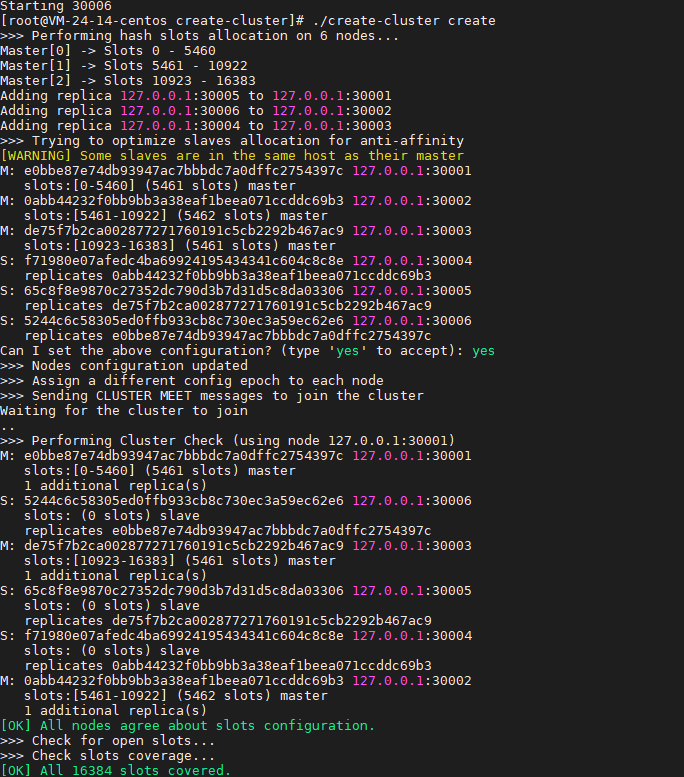 Starting 30006
[root@VM-24-14-centos create-cluster]# ./create-cluster create
>>> Performing hash slots allocation on 6 nodes...
Master[0] -> Slots 0 - 5460
Master[1] -> Slots 5461 - 10922
Master[2] -> Slots 10923 - 16383
Adding replica 127.0.0.1:30005 to 127.0.0.1:30001
Adding replica 127.0.0.1:30006 to 127.0.0.1:30002
Adding replica 127.0.0.1:30004 to 127.0.0.1:30003
>>> Trying to optimize slaves allocation for anti-affinity
[WARNING] Some slaves are in the same host as their master
M: e0bbe87e74db93947ac7bbbdc7a0dffc2754397c 127.0.0.1:30001
   slots:[0-5460] (5461 slots) master
M: 0abb44232f0bb9bb3a38eaf1beea071ccddc69b3 127.0.0.1:30002
   slots:[5461-10922] (5462 slots) master
M: de75f7b2ca002877271760191c5cb2292b467ac9 127.0.0.1:30003
   slots:[10923-16383] (5461 slots) master
S: f71980e07afedc4ba69924195434341c604c8c8e 127.0.0.1:30004
   replicates 0abb44232f0bb9bb3a38eaf1beea071ccddc69b3
S: 65c8f8e9870c27352dc790d3b7d31d5c8da03306 127.0.0.1:30005
   replicates de75f7b2ca002877271760191c5cb2292b467ac9
S: 5244c6c58305ed0ffb933cb8c730ec3a59ec62e6 127.0.0.1:30006
   replicates e0bbe87e74db93947ac7bbbdc7a0dffc2754397c
Can I set the above configuration? (type 'yes' to accept): yes
>>> Nodes configuration updated
>>> Assign a different config epoch to each node
>>> Sending CLUSTER MEET messages to join the cluster
Waiting for the cluster to join
..
>>> Performing Cluster Check (using node 127.0.0.1:30001)
M: e0bbe87e74db93947ac7bbbdc7a0dffc2754397c 127.0.0.1:30001
   slots:[0-5460] (5461 slots) master
   1 additional replica(s)
S: 5244c6c58305ed0ffb933cb8c730ec3a59ec62e6 127.0.0.1:30006
   slots: (0 slots) slave
   replicates e0bbe87e74db93947ac7bbbdc7a0dffc2754397c
M: de75f7b2ca002877271760191c5cb2292b467ac9 127.0.0.1:30003
   slots:[10923-16383] (5461 slots) master
   1 additional replica(s)
S: 65c8f8e9870c27352dc790d3b7d31d5c8da03306 127.0.0.1:30005
   slots: (0 slots) slave
   replicates de75f7b2ca002877271760191c5cb2292b467ac9
S: f71980e07afedc4ba69924195434341c604c8c8e 127.0.0.1:30004
   slots: (0 slots) slave
   replicates 0abb44232f0bb9bb3a38eaf1beea071ccddc69b3
M: 0abb44232f0bb9bb3a38eaf1beea071ccddc69b3 127.0.0.1:30002
   slots:[5461-10922] (5462 slots) master
   1 additional replica(s)
[OK] All nodes agree about slots configuration.
>>> Check for open slots...
>>> Check slots coverage...
[OK] All 16384 slots covered.